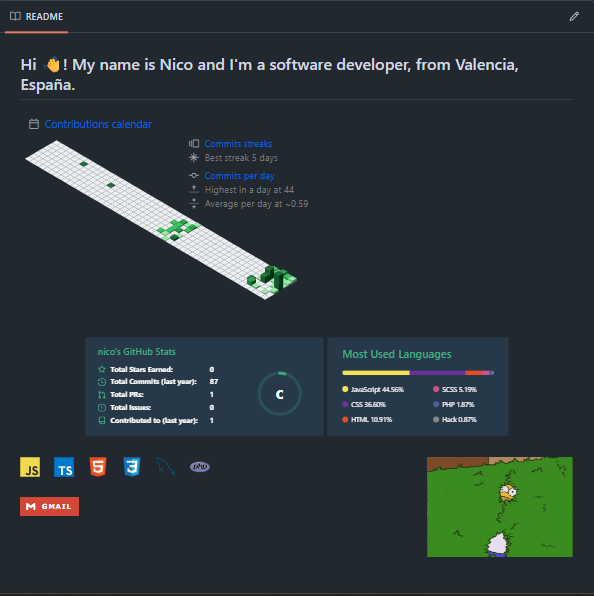 README
Hi 👋! My name is Nico and I'm a software developer, from Valencia,
España.
Contributions calendar
Commits streaks
Best streak 5 days
Commits per day
Highest in a day at 44
Average per day at ~0.59
nico's GitHub Stats
Total Stars Earned: 0
Total Commits (last year): 87
Total PRs: 1
Total Issues: 0
Contributed to (last year): 1
C
Most Used Languages
JavaScript 44.56%
SCSS 5.19%
CSS 36.60%
PHP 1.87%
HTML 10.91%
Hack 0.87%
JS
TS
5
3
php
GMAIL